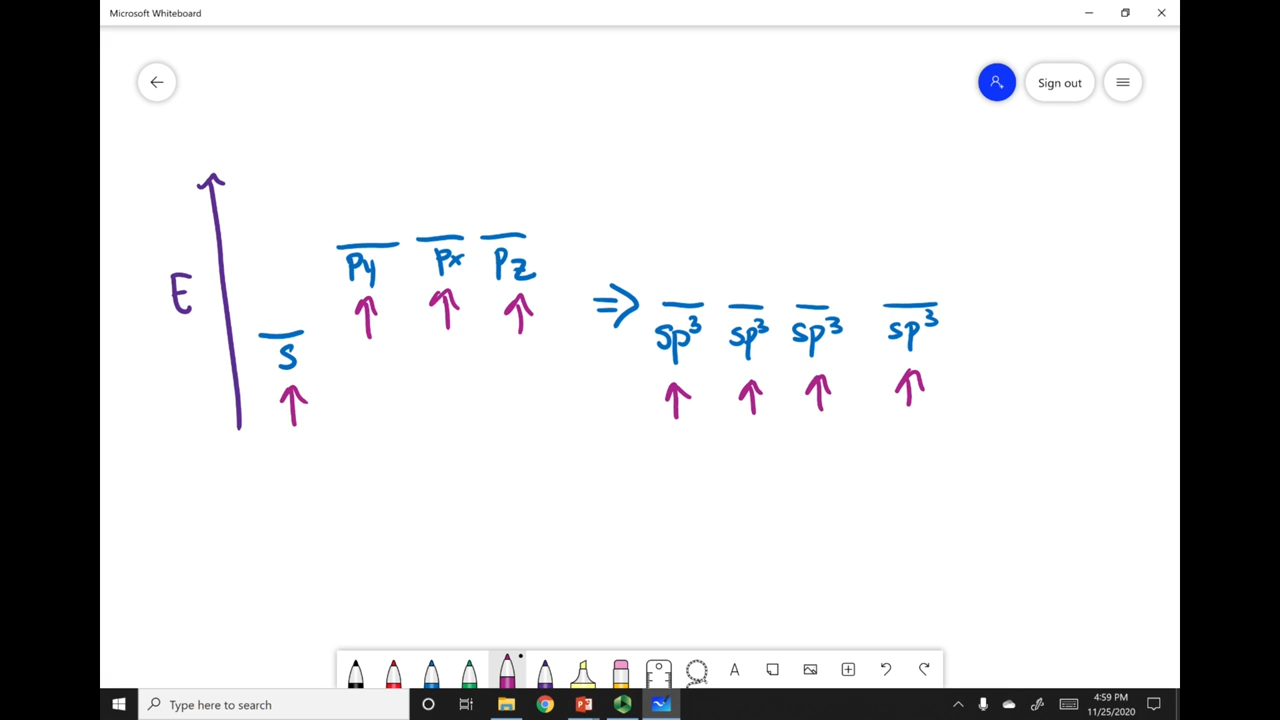 Microsoft Whiteboard
Sign out
E
s
py px pz
⇒
sp³ sp³ sp³ sp³
A
Type here to search
4:59 PM
11/25/2020